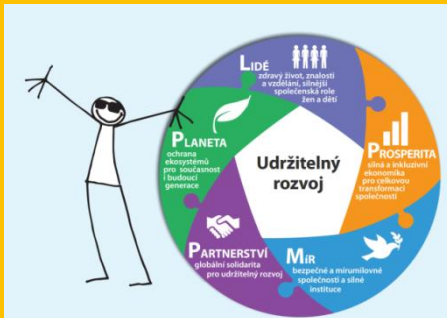 LIDÉ
zdravý život, znalosti
a vzdělání, silnější
společenská role
žen a dětí
PLANETA
ochrana
ekosystémů
pro současnost
i budoucí
generace
Udržitelný
rozvoj
PROSPERITA
silná a inkluzivní
ekonomika
pro celkovou
transformaci
společnosti
PARTNERSTVÍ
globální solidarita
pro udržitelný rozvoj
MÍR
bezpečné a mírumilovné
společnosti a silné
instituce